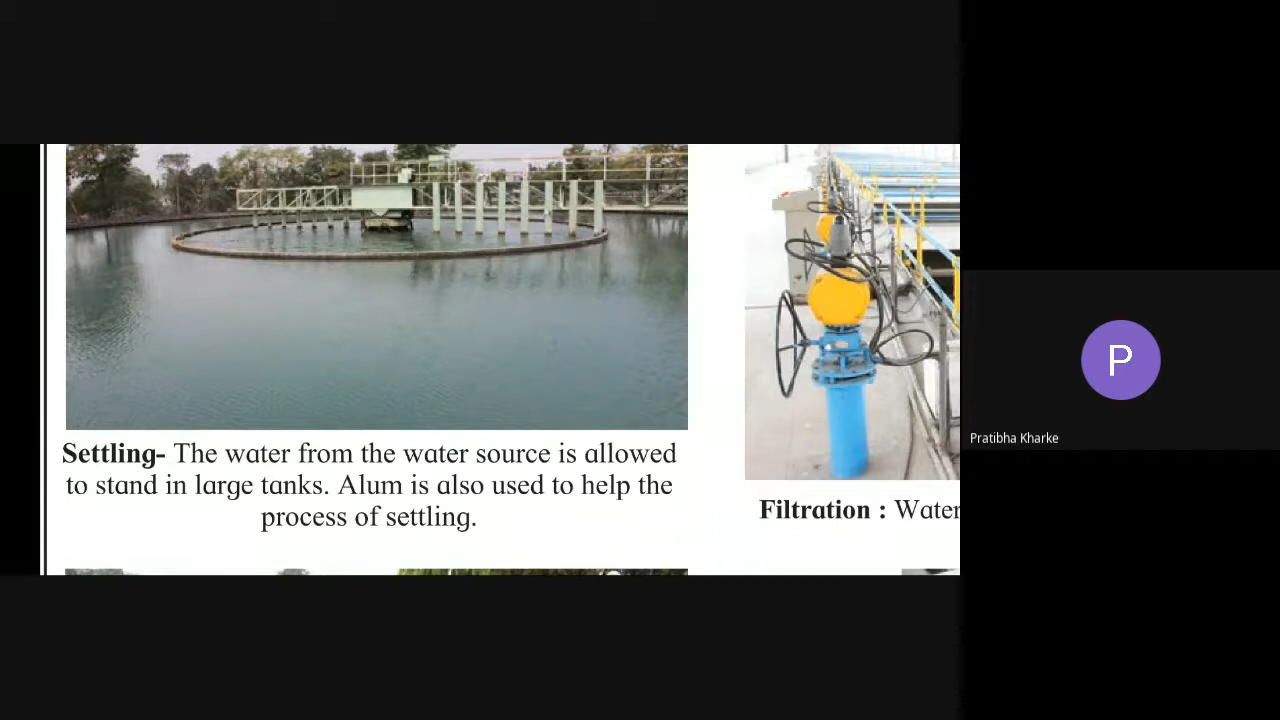 Settling- The water from the water source is allowed
to stand in large tanks. Alum is also used to help the
process of settling.
Filtration : Water
P
Pratibha Kharke